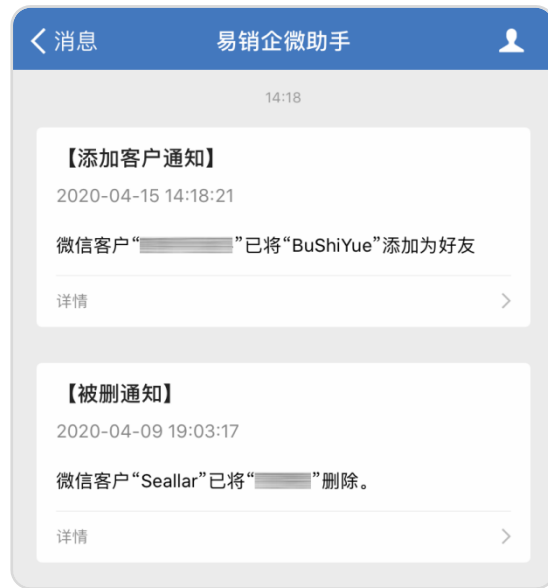 消息
易销企微助手
14:18
【添加客户通知】
2020-04-15 14:18:21
微信客户“ ”已将“BuShiYue”添加为好友
详情
【被删通知】
2020-04-09 19:03:17
微信客户“Seallar”已将“ ”删除。
详情